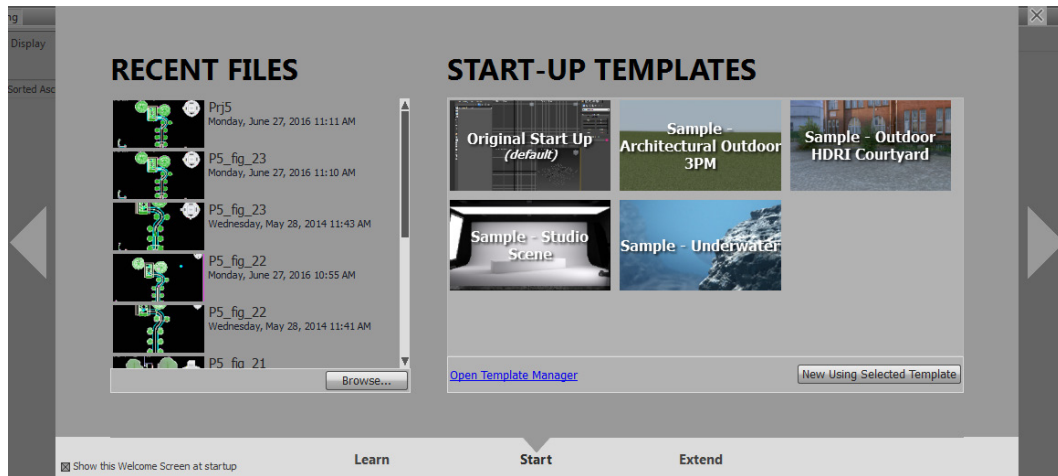 ng
Display
Sorted Asc
RECENT FILES
Prj5
Monday, June 27, 2016 11:11 AM
P5_fig_23
Monday, June 27, 2016 11:10 AM
P5_fig_23
Wednesday, May 28, 2014 11:43 AM
P5_fig_22
Monday, June 27, 2016 10:55 AM
P5_fig_22
Wednesday, May 28, 2014 11:41 AM
P5_fig_21
Browse...
START-UP TEMPLATES
Original Start Up
(default)
Sample -
Architectural Outdoor
3PM
Sample - Outdoor
HDRI Courtyard
Sample - Studio
Scene
Sample - Underwater
Open Template Manager
New Using Selected Template
Show this Welcome Screen at startup
Learn
Start
Extend